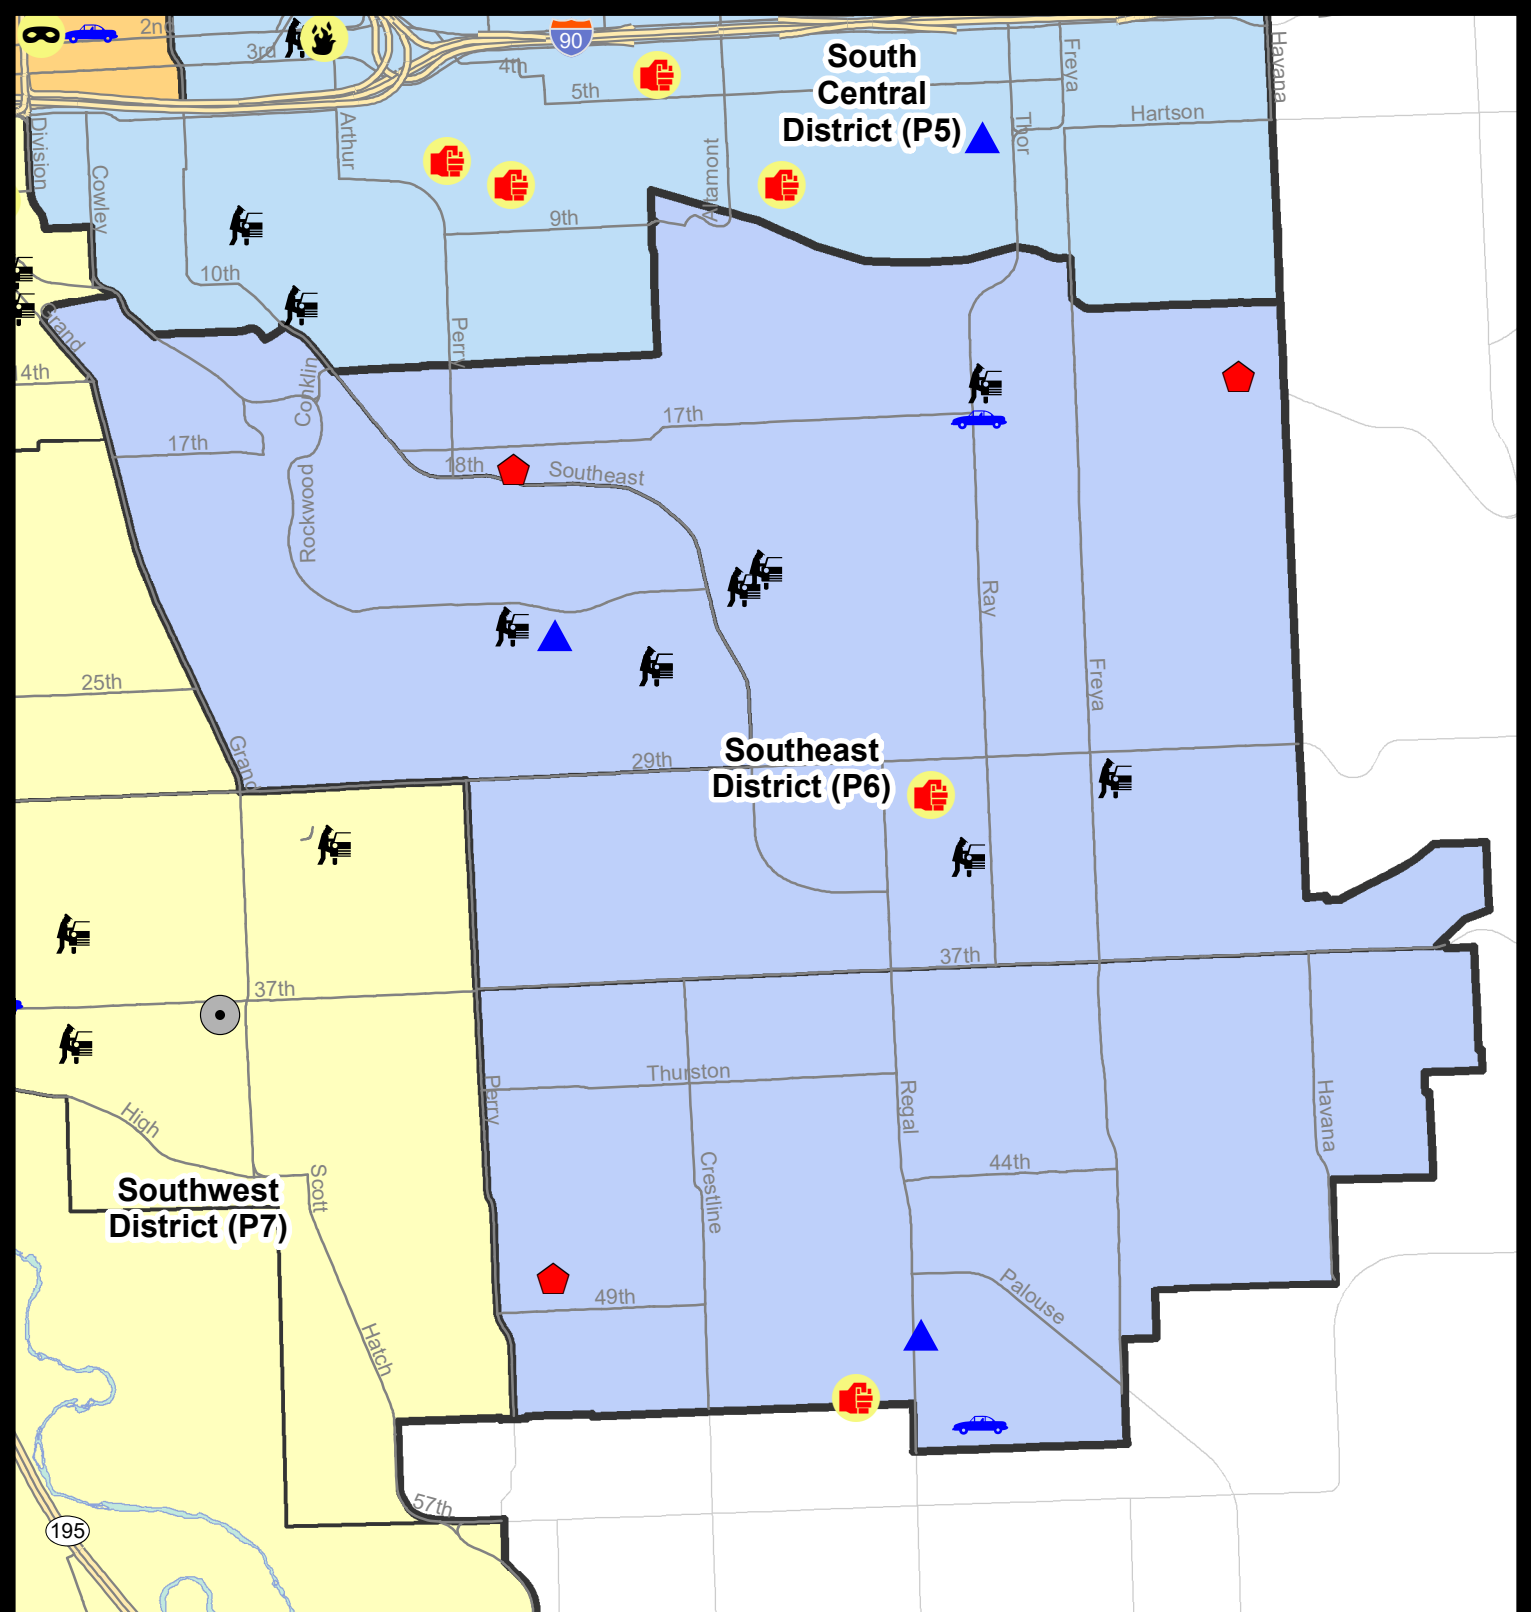 2nd
3rd
90
4th
5th
South
Central
District (P5)
Freya
Havana
Hartson
Thor
Division
Arthur
Cowley
Altamont
9th
10th
Grand
Perry
14th
Conklin
17th
17th
18th
Southeast
Rockwood
Ray
25th
Freya
Grand
29th
Southeast
District (P6)
37th
37th
Thurston
Perry
Regal
Havana
High
Crestline
44th
Scott
Southwest
District (P7)
49th
Palouse
Hatch
57th
195